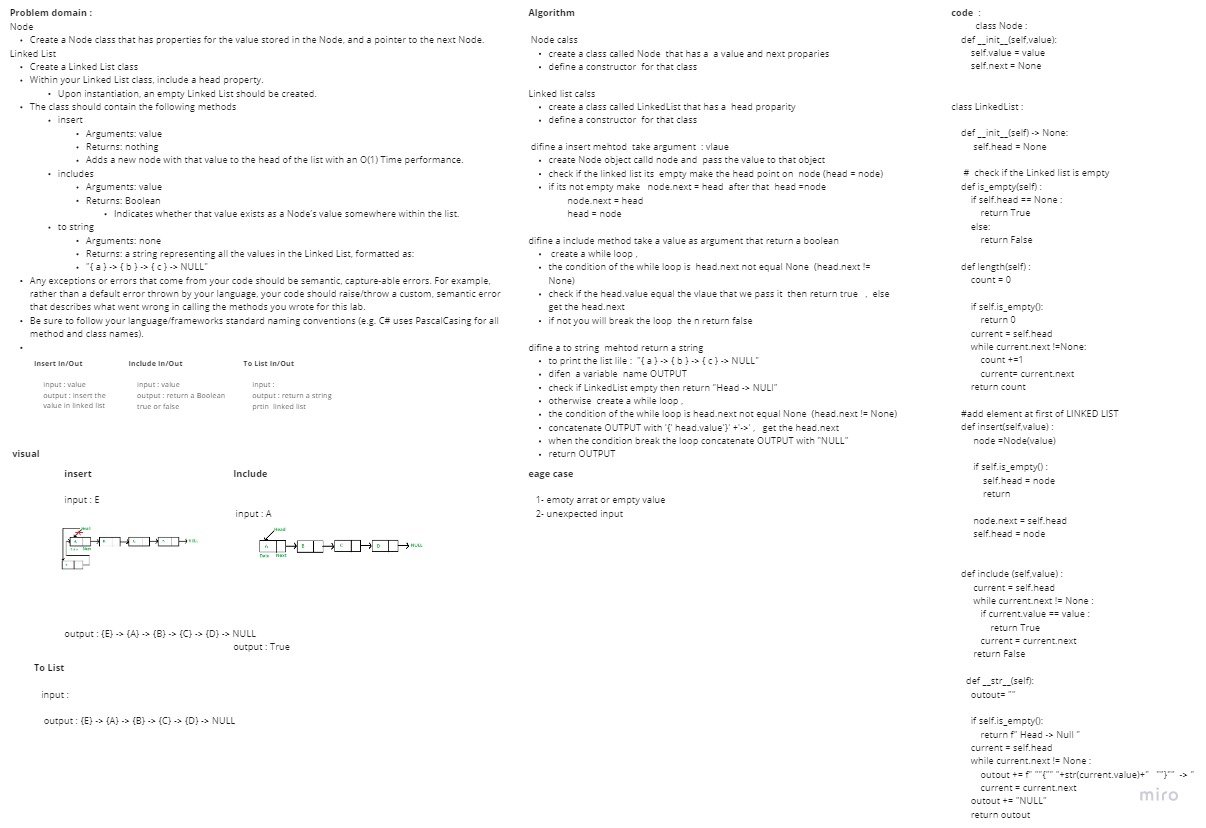 Problem domain :
Node
• Create a Node class that has properties for the value stored in the Node, and a pointer to the next Node.
Linked List
• Create a Linked List class
• Within your Linked List class, include a head property.
• Upon instantiation, an empty Linked List should be created.
• The class should contain the following methods
• insert
• Arguments: value
• Returns: nothing
• Adds a new node with that value to the head of the list with an O(1) Time performance.
• includes
• Arguments: value
• Returns: Boolean
• Indicates whether that value exists as a Node's value somewhere within the list.
• to string
• Arguments: none
• Returns: a string representing all the values in the Linked List, formatted as:
• "{ a } -> { b } -> { c } -> NULL"
• Any exceptions or errors that come from your code should be semantic, capture-able errors. For example,
rather than a default error thrown by your language, your code should raise/throw a custom, semantic error
that describes what went wrong in calling the methods you wrote for this lab.
• Be sure to follow your language/frameworks standard naming conventions (e.g. C# uses PascalCasing for all
method and class names).
•
Insert In/Out
input : value
output : insert the
value in linked list
Include In/Out
input : value
output : return a Boolean
true or false
To List In/Out
input :
output : return a string
prtin linked list
visual
insert
input : E
Head
A
B
C
D
NULL
Data
Next
output : {E} -> {A} -> {B} -> {C} -> {D} -> NULL
Include
input : A
Head
A
B
C
D
NULL
Data
Next
output : True
To List
input :
output : {E} -> {A} -> {B} -> {C} -> {D} -> NULL
Algorithm
Node calss
• create a class called Node that has a a value and next proparies
• define a constructor for that class
Linked list calss
• create a class called LinkedList that has a head proparity
• define a constructor for that class
difine a insert mehtod take argument : vlaue
• create Node object calld node and pass the value to that object
• check if the linked list its empty make the head point on node (head = node)
• if its not empty make node.next = head after that head =node
node.next = head
head = node
difine a include method take a value as argument that return a boolean
• create a while loop ,
• the condition of the while loop is head.next not equal None (head.next !=
None)
• check if the head.value equal the vlaue that we pass it then return true , else
get the head.next
• if not you will break the loop the n return false
difine a to string mehtod return a string
• to print the list lile : "{ a } -> { b } -> { c } -> NULL"
• difen a variable name OUTPUT
• check if LinkedList empty then return "Head -> NULl"
• otherwise create a while loop ,
• the condition of the while loop is head.next not equal None (head.next != None)
• concatenate OUTPUT with '{' head.value'}' +'->' , get the head.next
• when the condition break the loop concatenate OUTPUT with "NULL"
• return OUTPUT
eage case
1- emoty arrat or empty value
2- unexpected input
code :
class Node :
def __init__(self,value):
self.value = value
self.next = None
class LinkedList :
def __init__(self) -> None:
self.head = None
# check if the Linked list is empty
def is_empty(self) :
if self.head == None :
return True
else:
return False
def length(self) :
count = 0
if self.is_empty():
return 0
current = self.head
while current.next !=None:
count +=1
current= current.next
return count
#add element at first of LINKED LIST
def insert(self,value) :
node =Node(value)
if self.is_empty() :
self.head = node
return
node.next = self.head
self.head = node
def include (self,value) :
current = self.head
while current.next != None :
if current.value == value :
return True
current = current.next
return False
def __str__(self):
outout= ""
if self.is_empty():
return f" Head -> Null "
current = self.head
while current.next != None :
outout += f" ""{"" "+str(current.value)+" ""}"" -> "
current = current.next
outout += "NULL"
return outout
miro